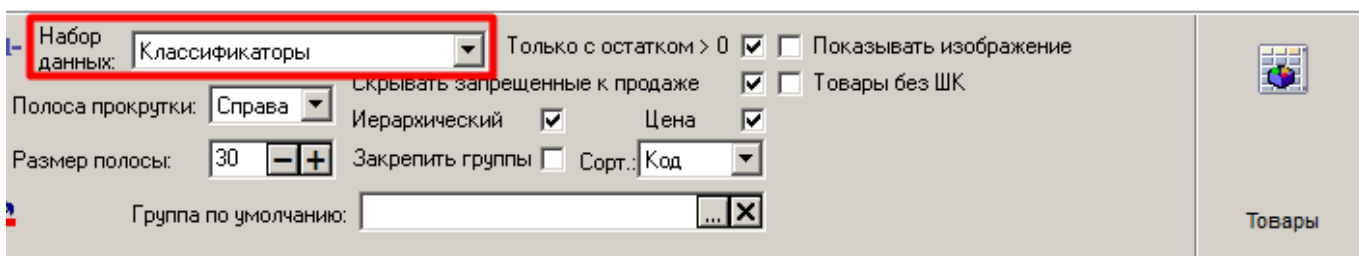 Набор данных: Классификаторы
Только с остатком > 0
Показывать изображение
Скрывать запрещенные к продаже
Товары без ШК
Полоса прокрутки: Справа
Иерархический
Цена
Размер полосы: 30
Закрепить группы
Сорт.: Код
Группа по умолчанию:
...
Товары